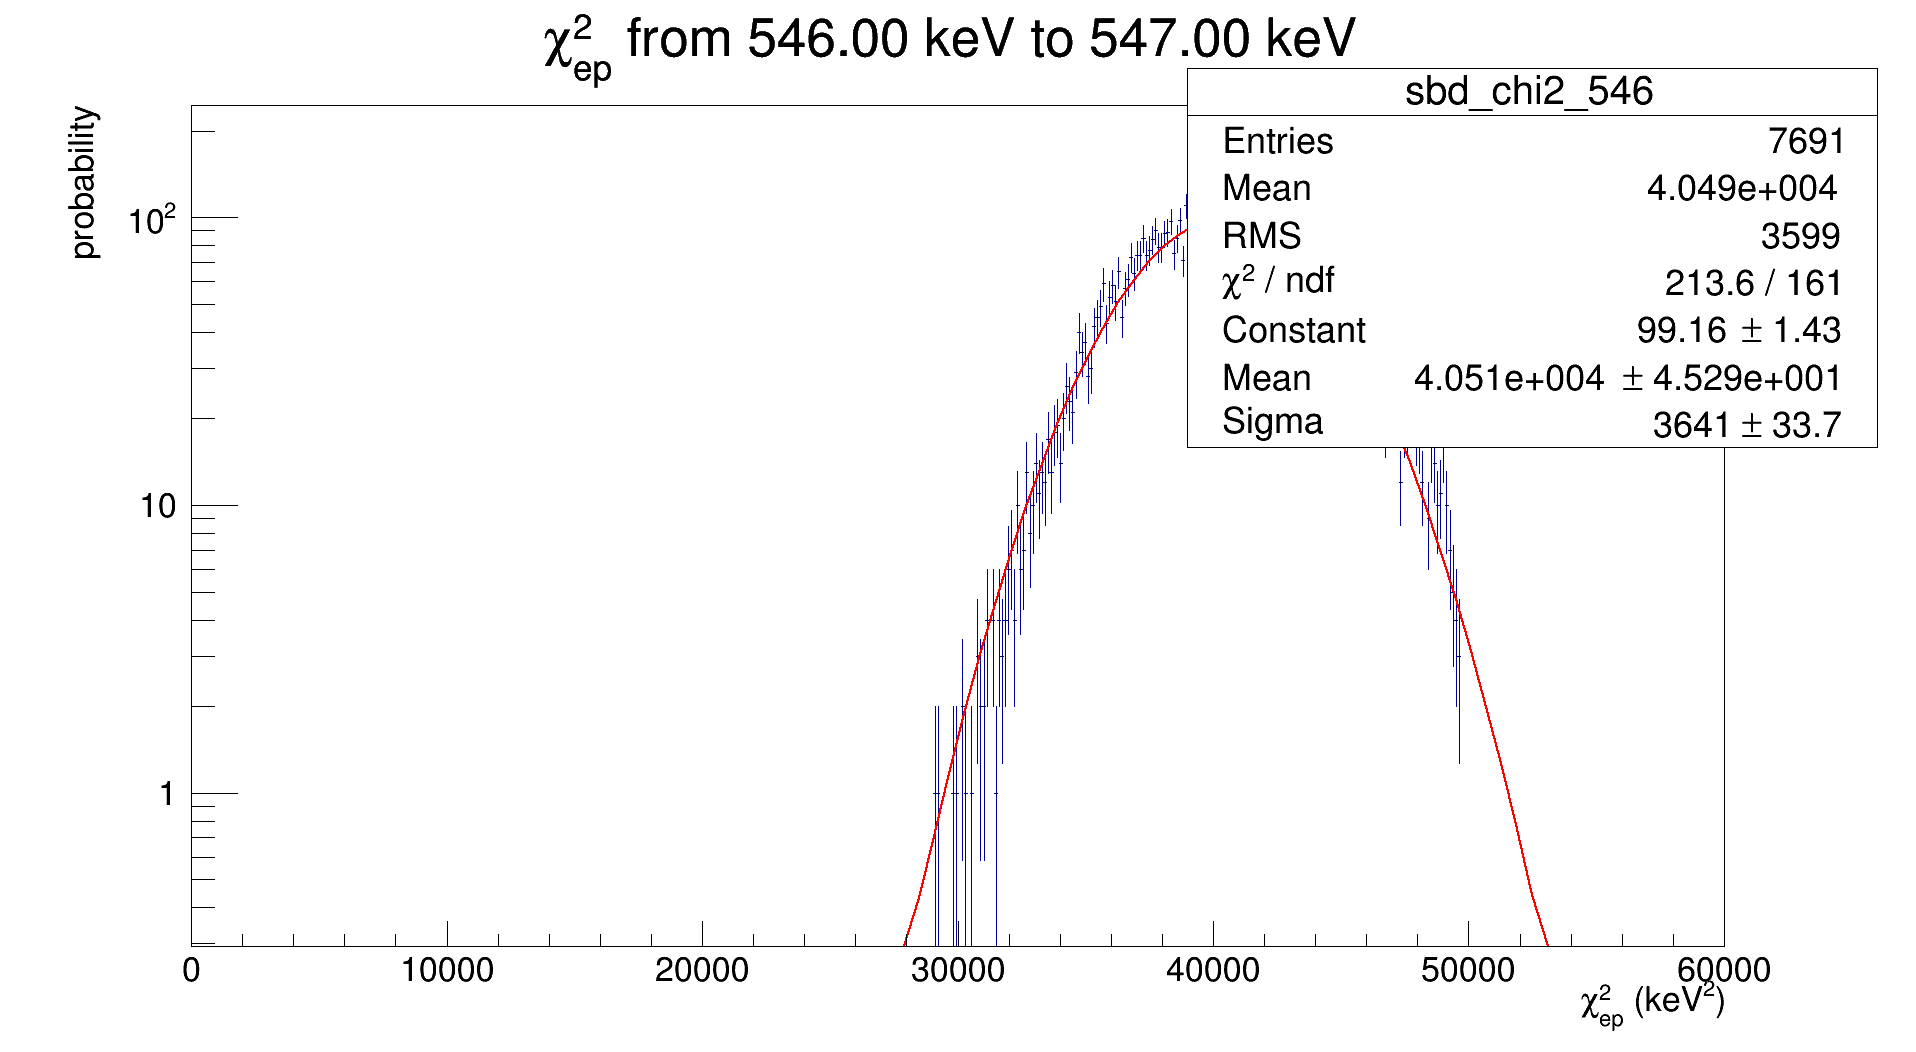 χ²ep from 546.00 keV to 547.00 keV
sbd_chi2_546
Entries 7691
Mean 4.049e+004
RMS 3599
χ² / ndf 213.6 / 161
Constant 99.16 ± 1.43
Mean 4.051e+004 ± 4.529e+001
Sigma 3641 ± 33.7
probability
10²
10
1
0 10000 20000 30000 40000 50000 60000
χ²ep (keV²)